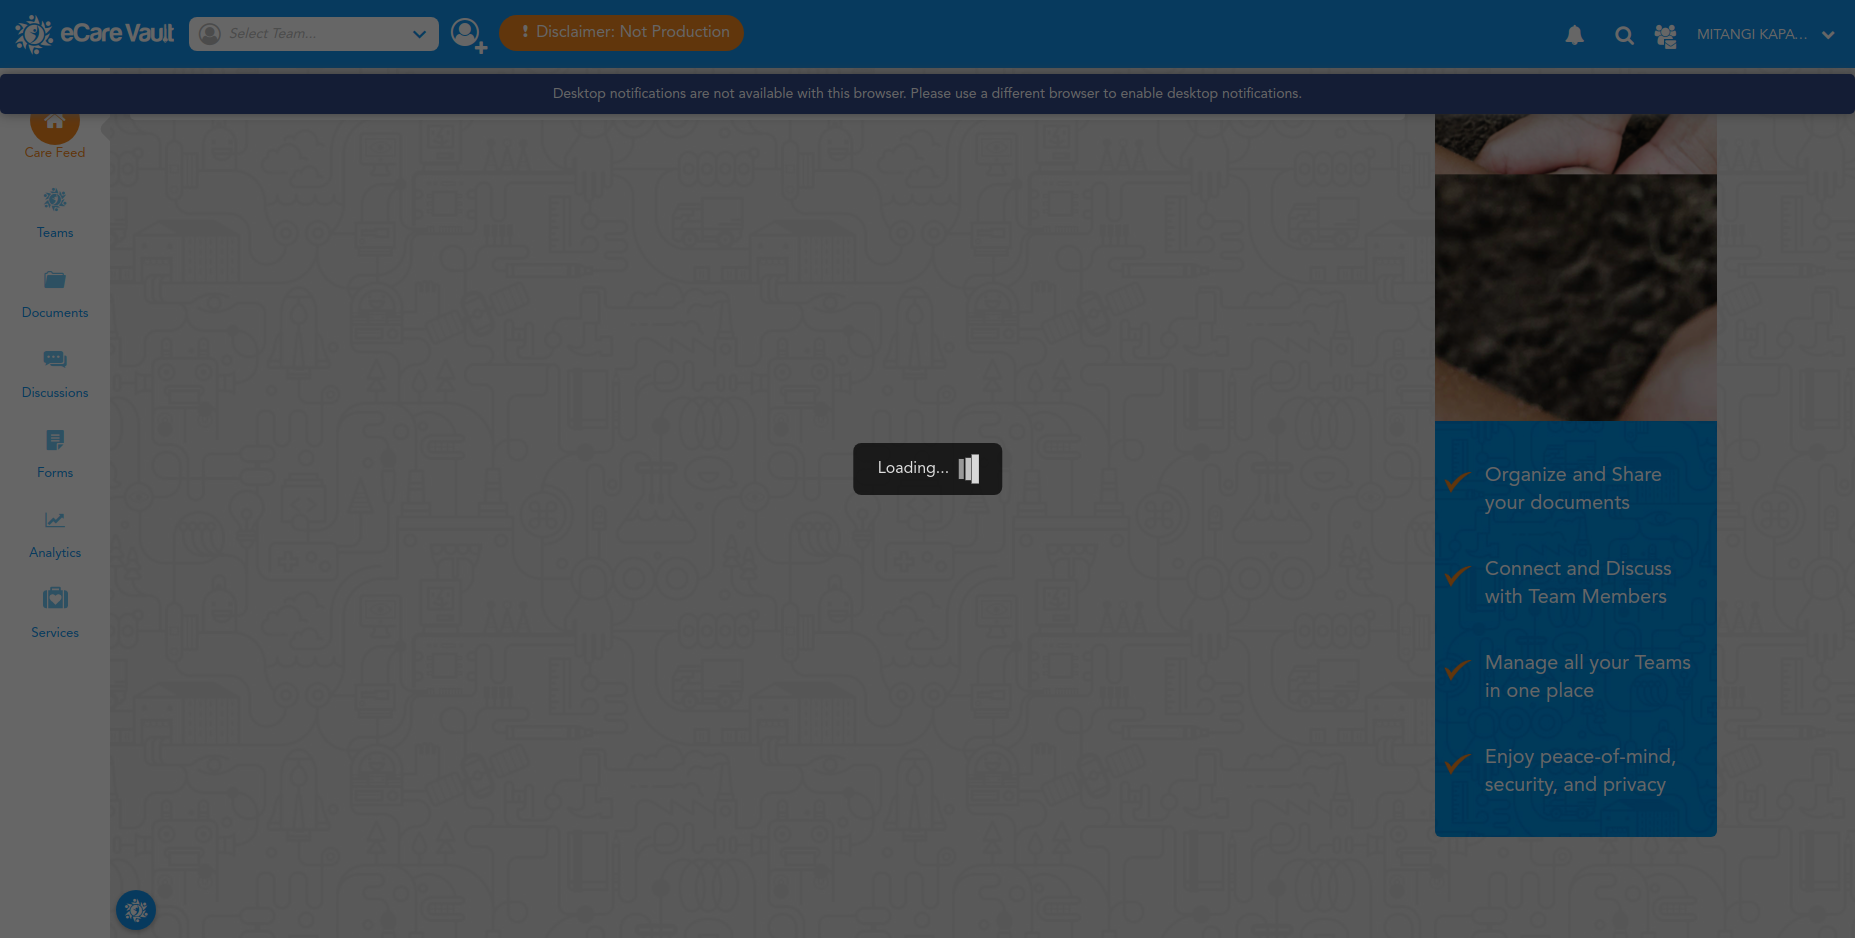 eCare Vault
Select Team...
Disclaimer: Not Production
MITANGI KAPA...
Desktop notifications are not available with this browser. Please use a different browser to enable desktop notifications.
Care Feed
Teams
Documents
Discussions
Forms
Analytics
Services
Loading...
Organize and Share
your documents
Connect and Discuss
with Team Members
Manage all your Teams
in one place
Enjoy peace-of-mind,
security, and privacy